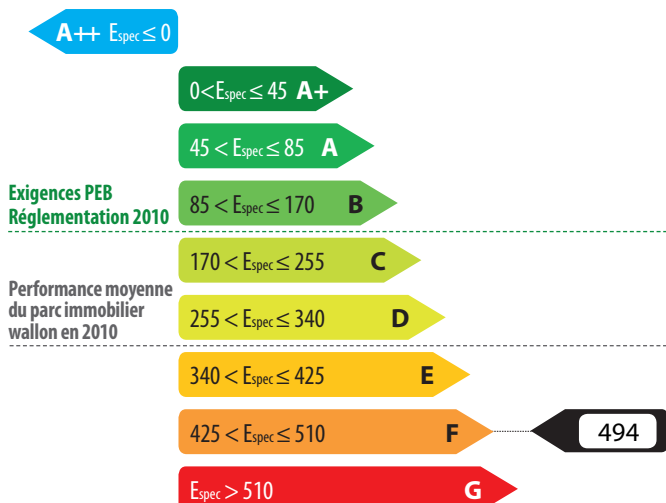 A++ Espec ≤ 0
0<Espec ≤ 45 A+
45 < Espec ≤ 85 A
Exigences PEB
Réglementation 2010
85 < Espec ≤ 170 B
170 < Espec ≤ 255 C
Performance moyenne
du parc immobilier
wallon en 2010
255 < Espec ≤ 340 D
340 < Espec ≤ 425 E
425 < Espec ≤ 510 F
494
Espec > 510 G